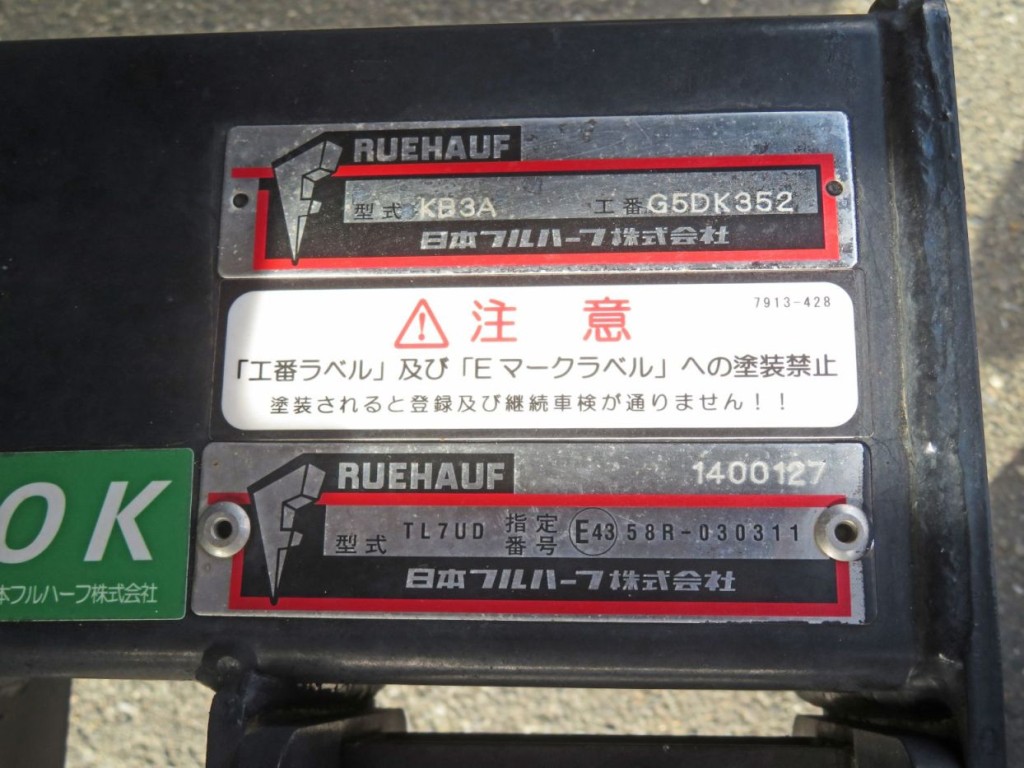 RUEHAUF
型式 KB3A 工番 G5DK352
日本フルハーフ株式会社
注意 7913-428
「工番ラベル」及び「Eマークラベル」への塗装禁止
塗装されると登録及び継続車検が通りません!!
RUEHAUF 1400127
型式 TL7UD 指定番号 E43 58R-030311
日本フルハーフ株式会社
OK
本フルハーフ株式会社